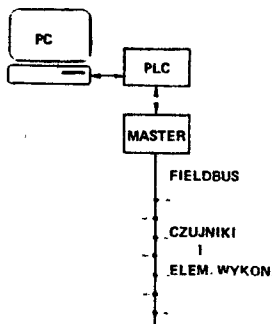 PC
PLC
MASTER
FIELDBUS
CZUJNIKI
I
ELEM. WYKON